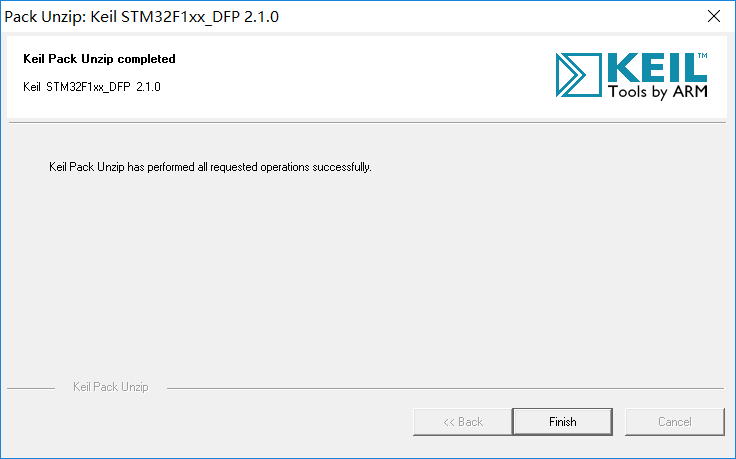 Pack Unzip: Keil STM32F1xx_DFP 2.1.0
Keil Pack Unzip completed
Keil STM32F1xx_DFP 2.1.0
KEIL™
Tools by ARM
Keil Pack Unzip has performed all requested operations successfully.
Keil Pack Unzip
<< Back
Finish
Cancel